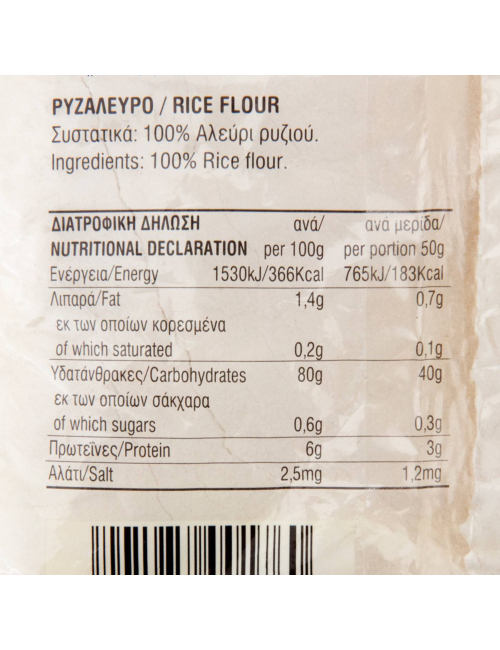 ΡΥΖΑΛΕΥΡΟ / RICE FLOUR
Συστατικά: 100% Αλεύρι ρυζιού.
Ingredients: 100% Rice flour.
ΔΙΑΤΡΟΦΙΚΗ ΔΗΛΩΣΗ ανά/ ανά μερίδα/
NUTRITIONAL DECLARATION per 100g per portion 50g
Ενέργεια/Energy 1530kJ/366Kcal 765kJ/183Kcal
Λιπαρά/Fat 1,4g 0,7g
εκ των οποίων κορεσμένα
of which saturated 0,2g 0,1g
Υδατάνθρακες/Carbohydrates 80g 40g
εκ των οποίων σάκχαρα
of which sugars 0,6g 0,3g
Πρωτεΐνες/Protein 6g 3g
Αλάτι/Salt 2,5mg 1,2mg